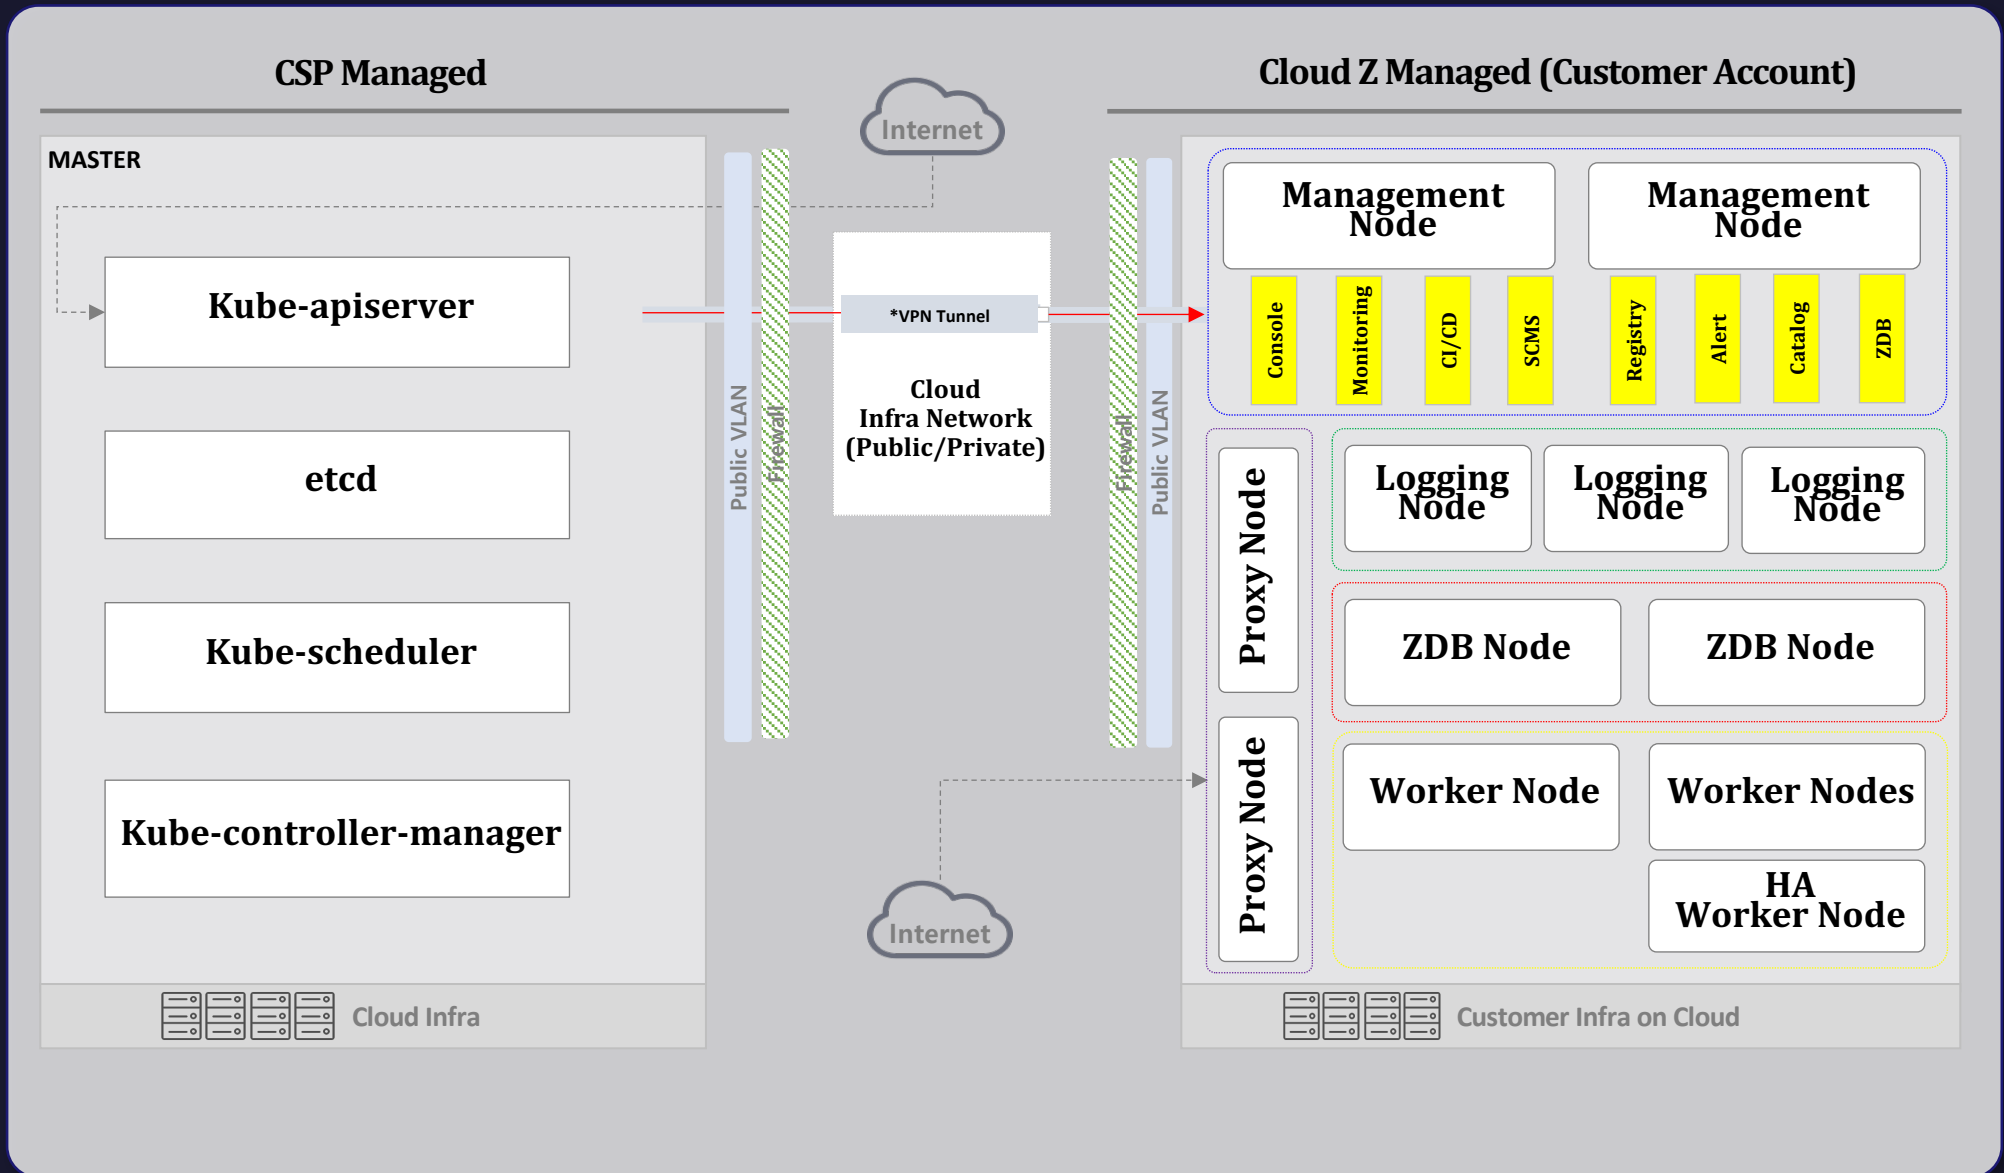 CSP Managed
Cloud Z Managed (Customer Account)
Internet
MASTER
Kube-apiserver
etcd
Kube-scheduler
Kube-controller-manager
Cloud Infra
Public VLAN
Firewall
*VPN Tunnel
Cloud
Infra Network
(Public/Private)
Firewall
Public VLAN
Internet
Management
Node
Management
Node
Console
Monitoring
CI/CD
SCMS
Registry
Alert
Catalog
ZDB
Proxy Node
Proxy Node
Logging
Node
Logging
Node
Logging
Node
ZDB Node
ZDB Node
Worker Node
Worker Nodes
HA
Worker Node
Customer Infra on Cloud